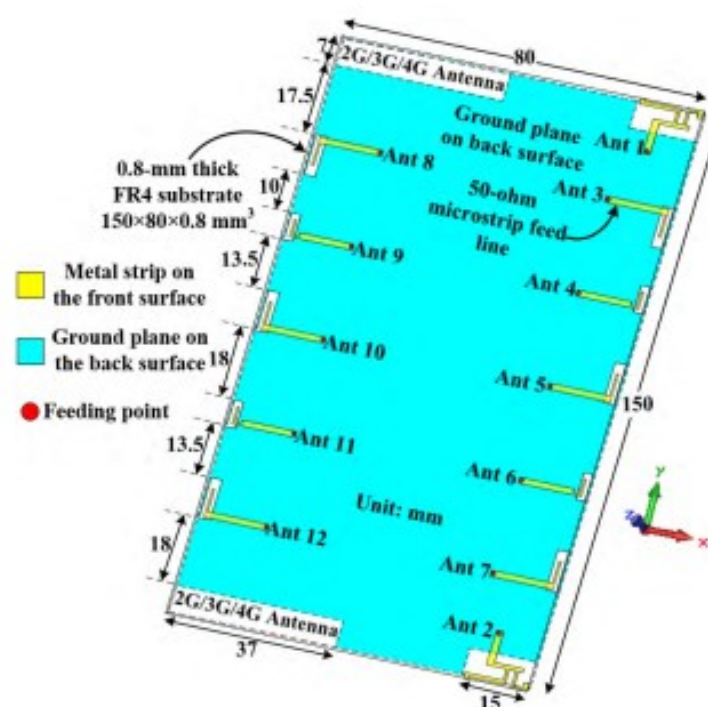 80
7
2G/3G/4G Antenna
17.5
Ground plane
on back surface
Ant 1
0.8-mm thick
FR4 substrate
150×80×0.8 mm³
Ant 8
10
Ant 3
50-ohm
microstrip feed
line
13.5
Ant 9
Ant 4
Metal strip on
the front surface
Ground plane on
the back surface
18
Ant 10
Ant 5
150
Feeding point
13.5
Ant 11
Ant 6
Unit: mm
Y
Z
X
18
Ant 12
Ant 7
2G/3G/4G Antenna
Ant 2
37
15